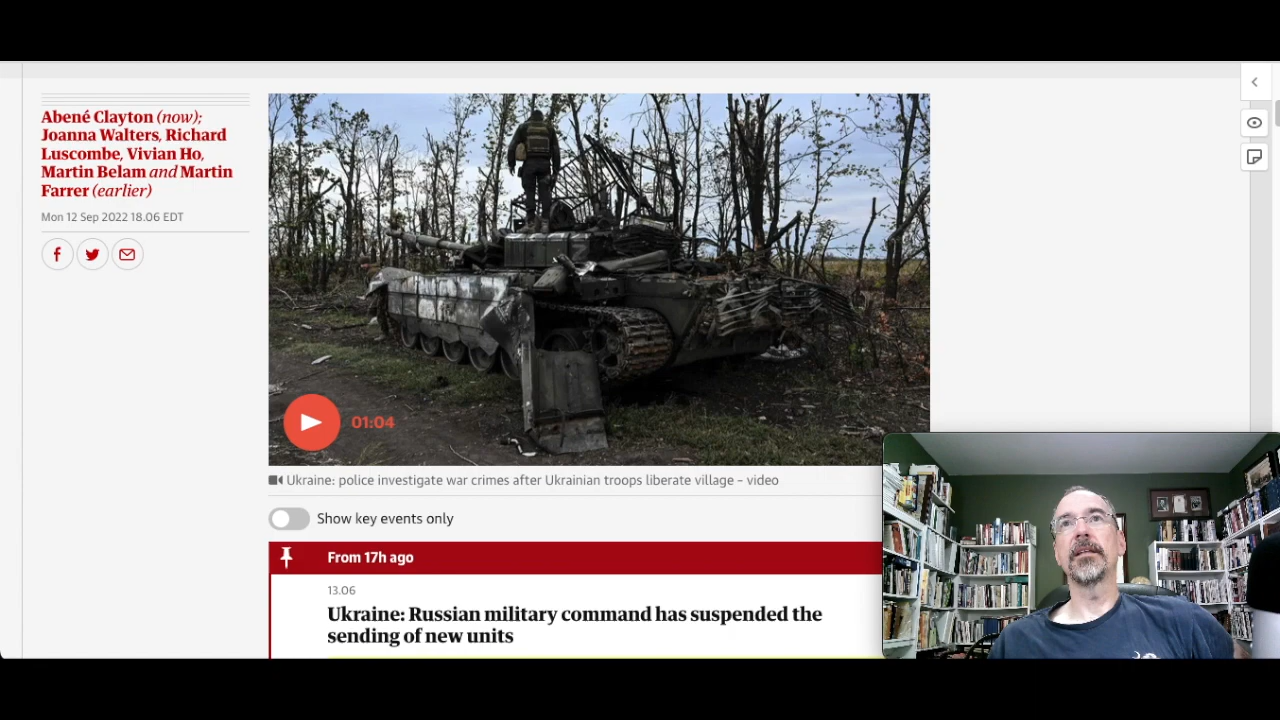 Abené Clayton (now);
Joanna Walters, Richard
Luscombe, Vivian Ho,
Martin Belam and Martin
Farrer (earlier)
Mon 12 Sep 2022 18.06 EDT
01:04
Ukraine: police investigate war crimes after Ukrainian troops liberate village – video
Show key events only
From 17h ago
13.06
Ukraine: Russian military command has suspended the
sending of new units